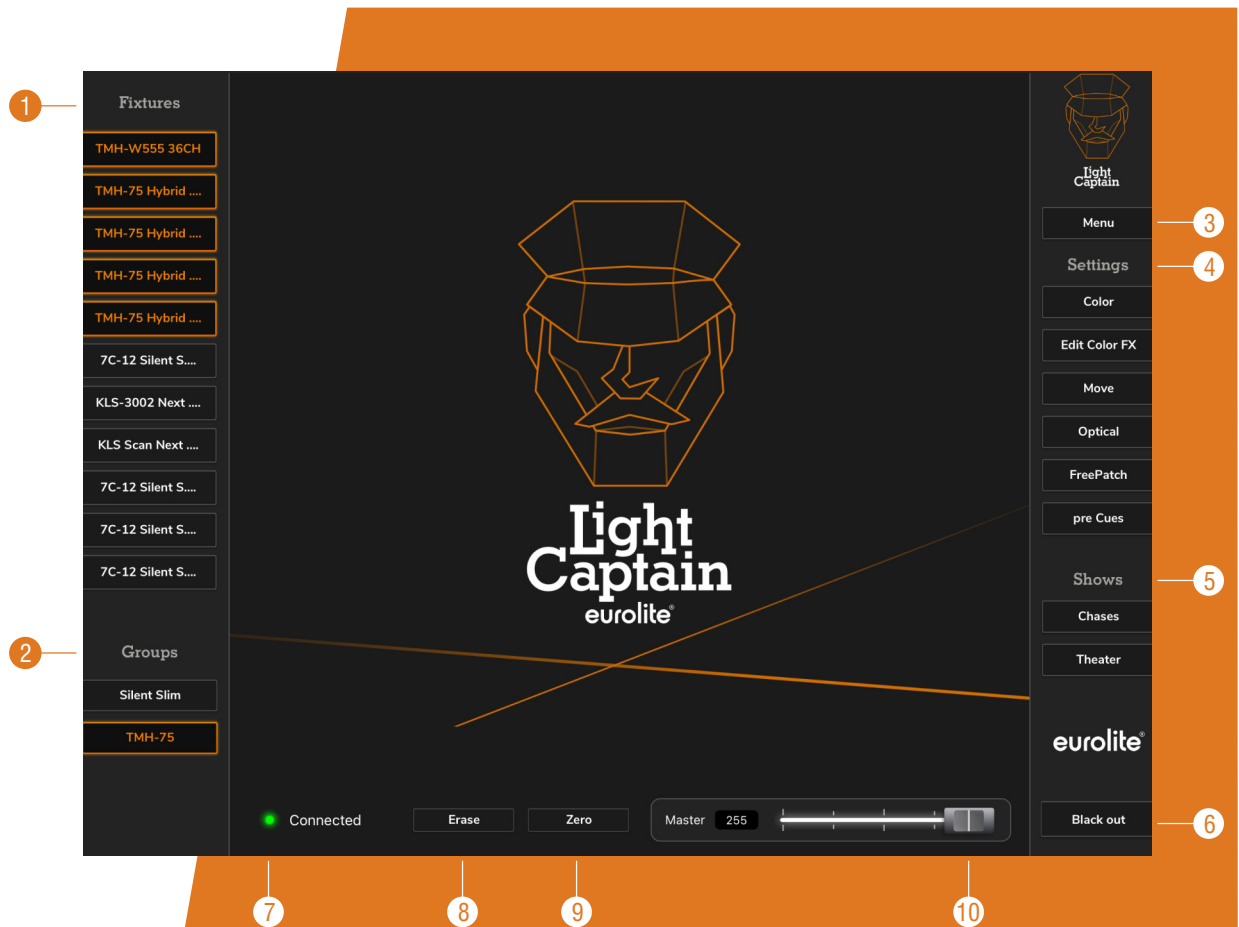 1
Fixtures
TMH-W555 36CH
TMH-75 Hybrid ....
TMH-75 Hybrid ....
TMH-75 Hybrid ....
TMH-75 Hybrid ....
7C-12 Silent S....
KLS-3002 Next ....
KLS Scan Next ....
7C-12 Silent S....
7C-12 Silent S....
7C-12 Silent S....
2
Groups
Silent Slim
TMH-75
Light
Captain
eurolite®
Connected
Erase
Zero
Master 255
Light
Captain
Menu
3
Settings
4
Color
Edit Color FX
Move
Optical
FreePatch
pre Cues
Shows
5
Chases
Theater
eurolite®
Black out
6
7
8
9
10